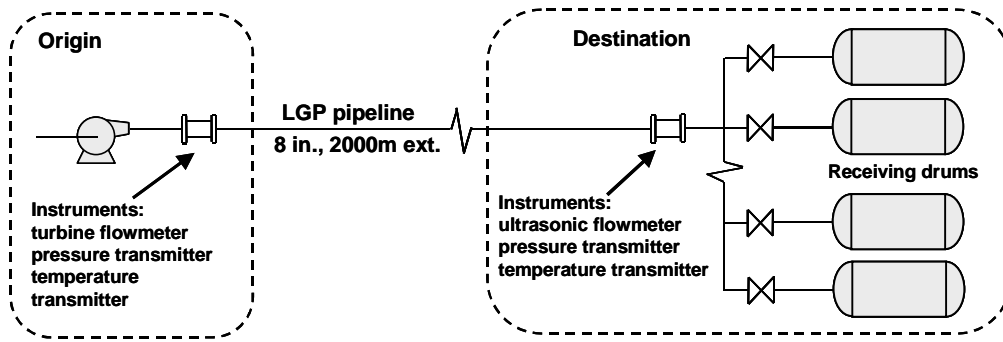 Origin
Destination
LGP pipeline
8 in., 2000m ext.
Receiving drums
Instruments:
turbine flowmeter
pressure transmitter
temperature
transmitter
Instruments:
ultrasonic flowmeter
pressure transmitter
temperature transmitter